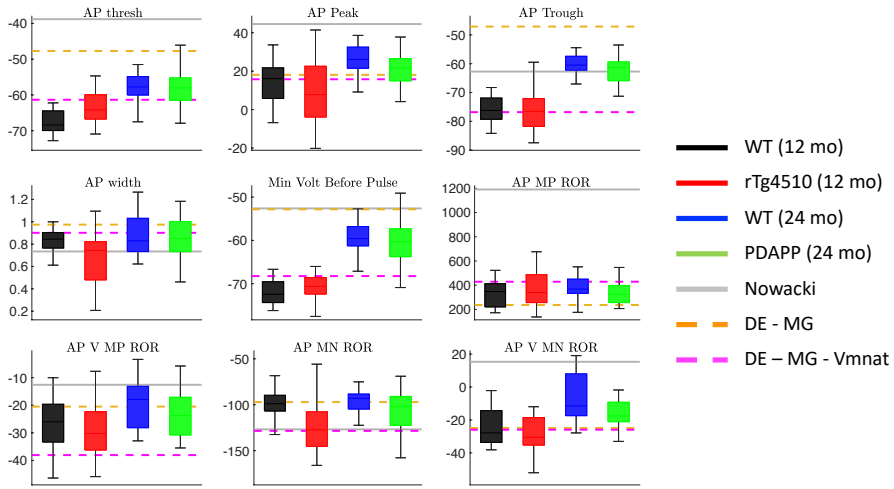 AP thresh
-40
-50
-60
-70
AP Peak
40
20
0
-20
AP Trough
-50
-60
-70
-80
-90
AP width
1.2
1
0.8
0.6
0.4
0.2
Min Volt Before Pulse
-50
-60
-70
AP MP ROR
1200
1000
800
600
400
200
AP V MP ROR
-10
-20
-30
-40
AP MN ROR
-50
-100
-150
AP V MN ROR
20
0
-20
-40
WT (12 mo)
rTg4510 (12 mo)
WT (24 mo)
PDAPP (24 mo)
Nowacki
DE - MG
DE – MG - Vmnat